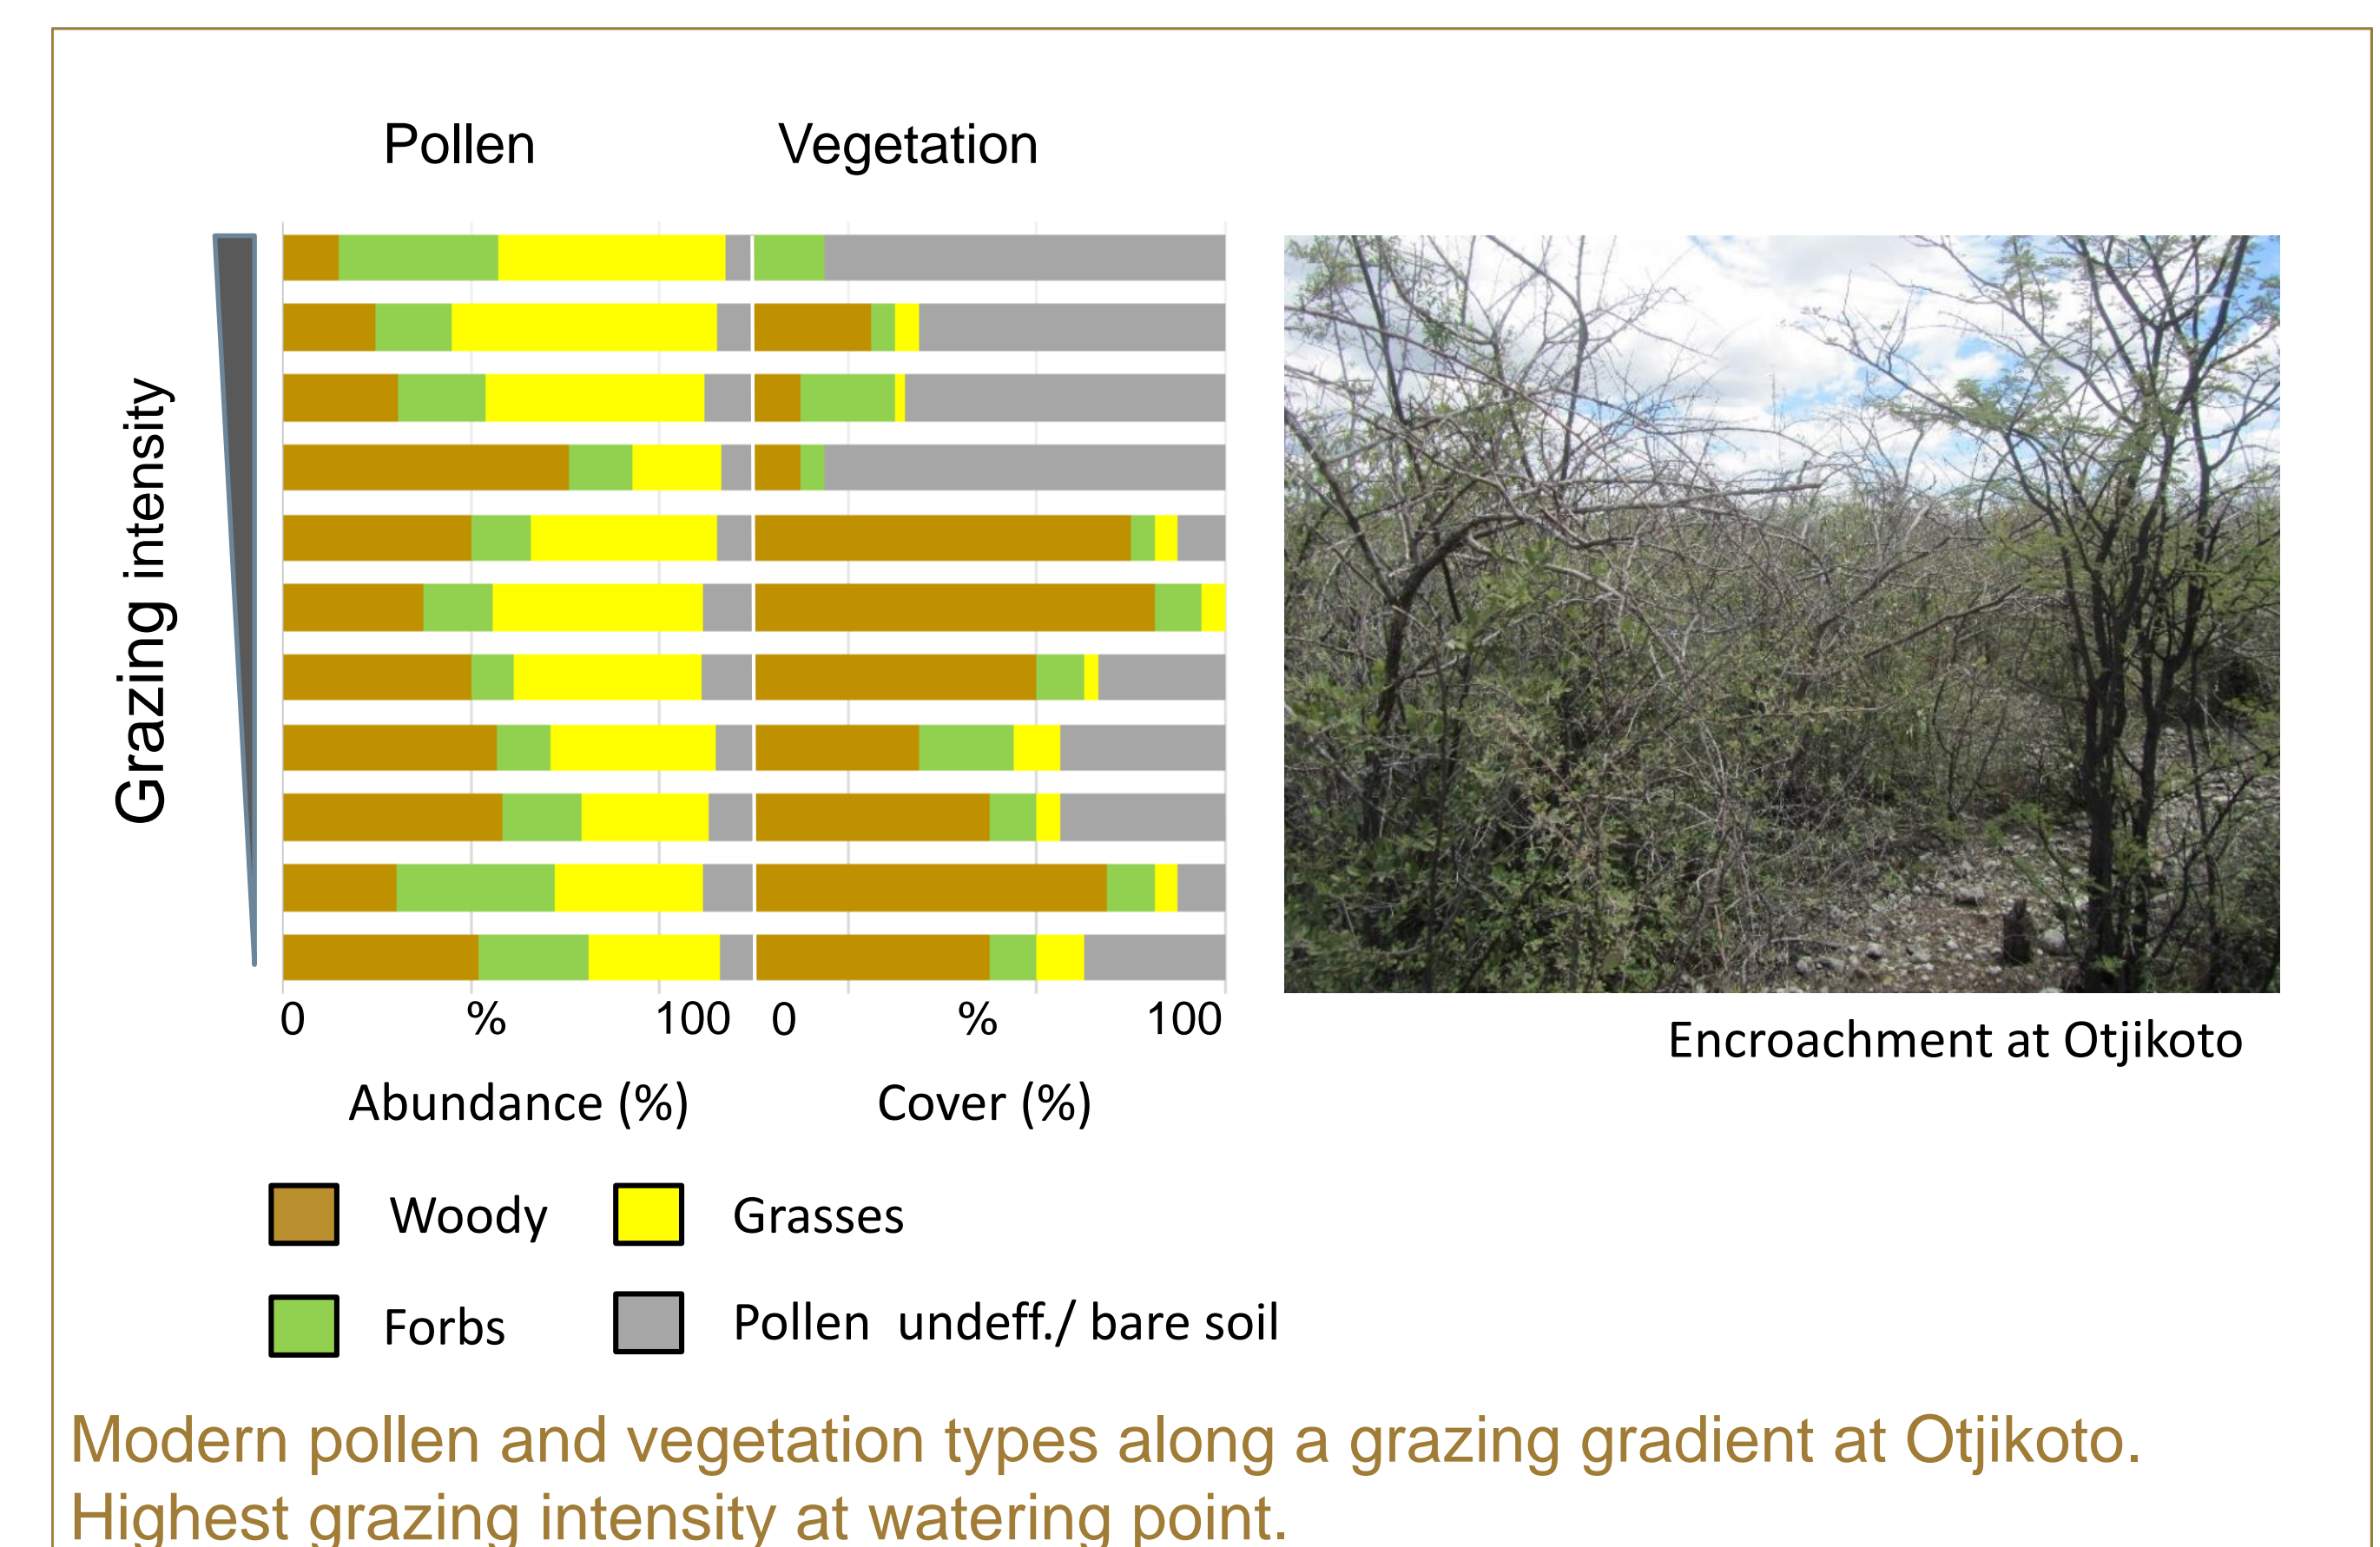 Pollen Vegetation
Grazing intensity
0 % 100 0 % 100
Abundance (%) Cover (%)
Encroachment at Otjikoto
Woody Grasses
Forbs Pollen undeff./ bare soil
Modern pollen and vegetation types along a grazing gradient at Otjikoto.
Highest grazing intensity at watering point.